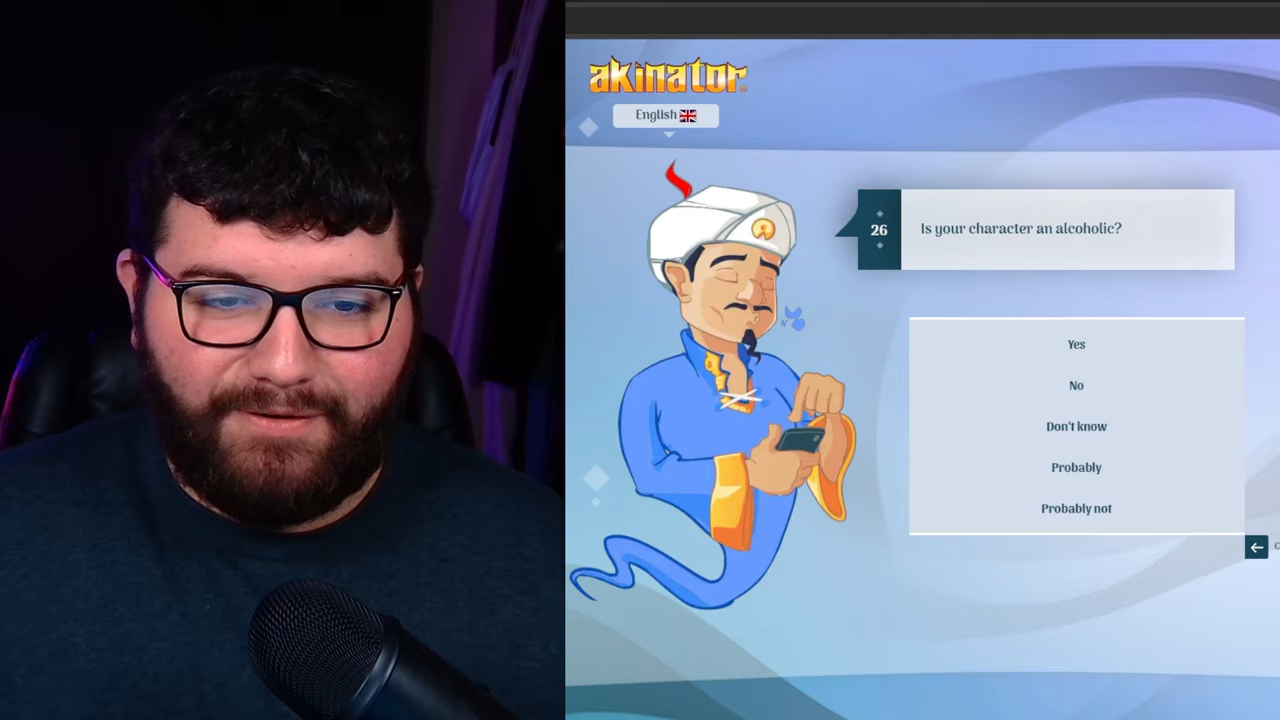 akinator
English
26
Is your character an alcoholic?
Yes
No
Don't know
Probably
Probably not